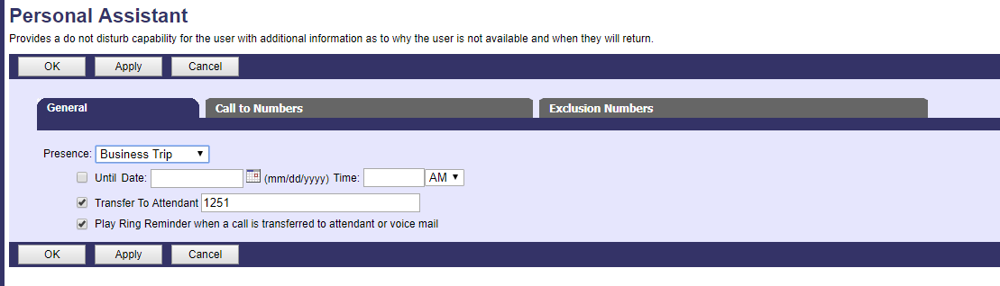 Personal Assistant
Provides a do not disturb capability for the user with additional information as to why the user is not available and when they will return.
OK Apply Cancel
General Call to Numbers Exclusion Numbers
Presence: Business Trip
Until Date: (mm/dd/yyyy) Time: AM
Transfer To Attendant 1251
Play Ring Reminder when a call is transferred to attendant or voice mail
OK Apply Cancel